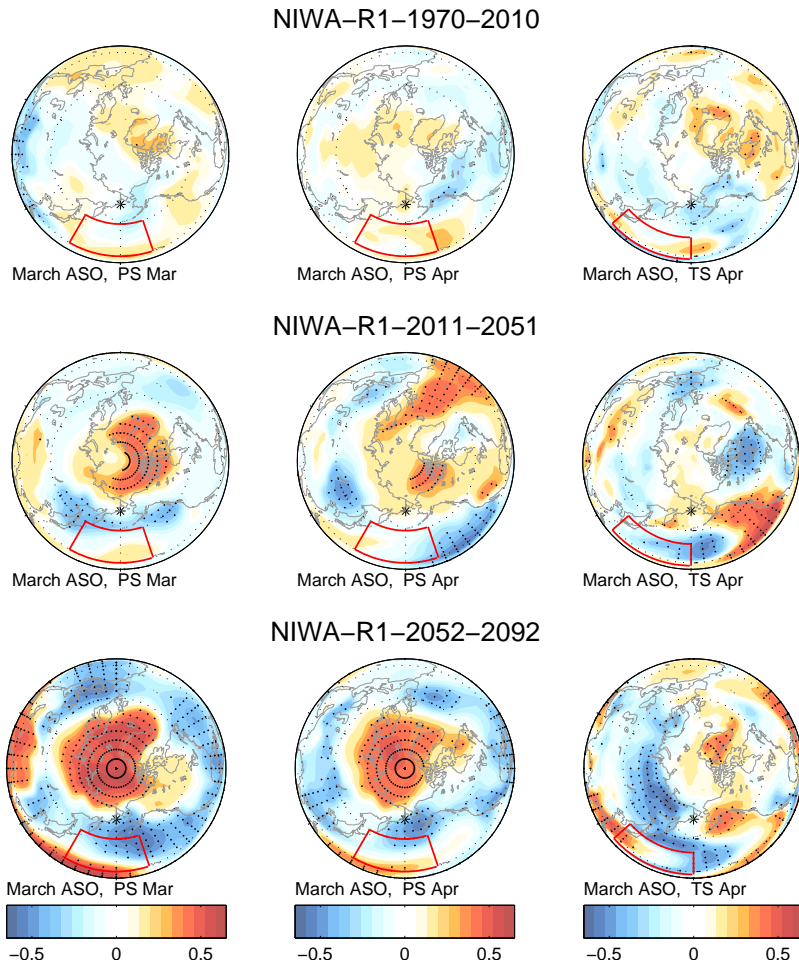 NIWA−R1−1970−2010
March ASO,  PS Mar
March ASO,  PS Apr
March ASO,  TS Apr
NIWA−R1−2011−2051
March ASO,  PS Mar
March ASO,  PS Apr
March ASO,  TS Apr
NIWA−R1−2052−2092
March ASO,  PS Mar
March ASO,  PS Apr
March ASO,  TS Apr
−0.5 0 0.5
−0.5 0 0.5
−0.5 0 0.5